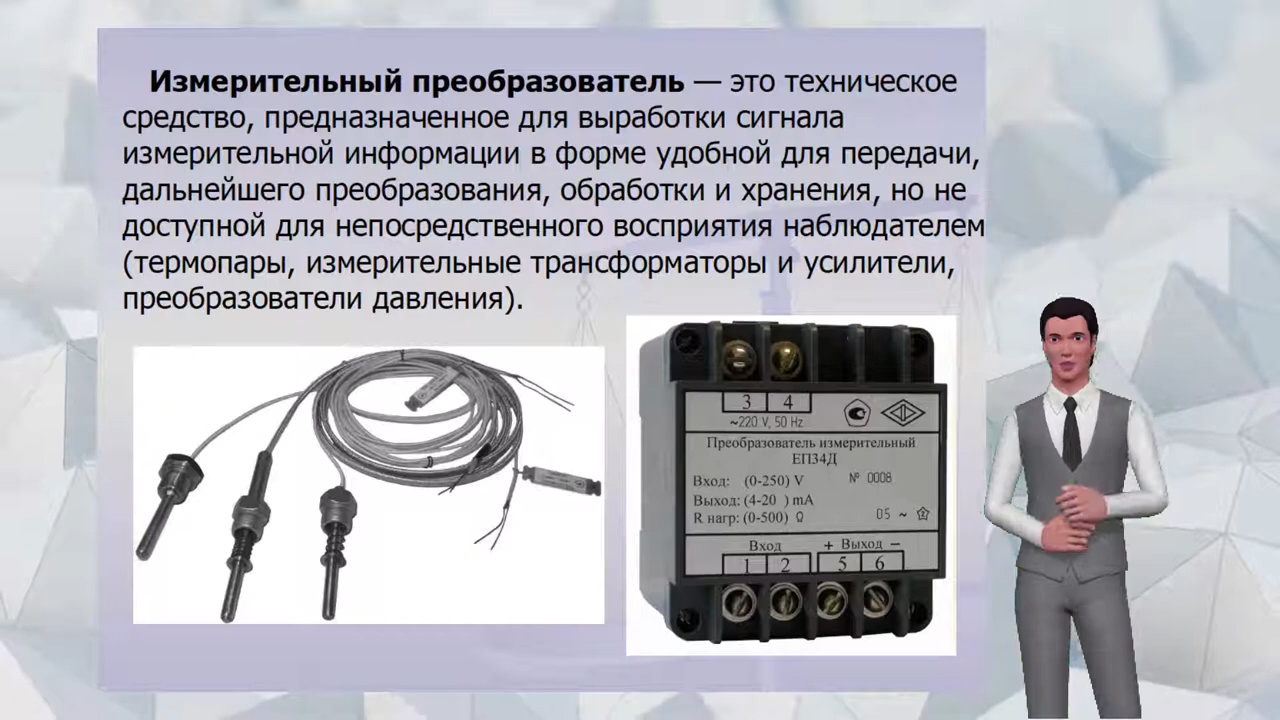 Измерительный преобразователь — это техническое
средство, предназначенное для выработки сигнала
измерительной информации в форме удобной для передачи,
дальнейшего преобразования, обработки и хранения, но не
доступной для непосредственного восприятия наблюдателем
(термопары, измерительные трансформаторы и усилители,
преобразователи давления).
3 4
~220 V, 50 Hz
Преобразователь измерительный
ЕП34Д
Вход: (0-250) V № 0008
Выход: (4-20 ) mA
R нагр: (0-500) Ω 0.5 ~
Вход + Выход −
1 2 5 6